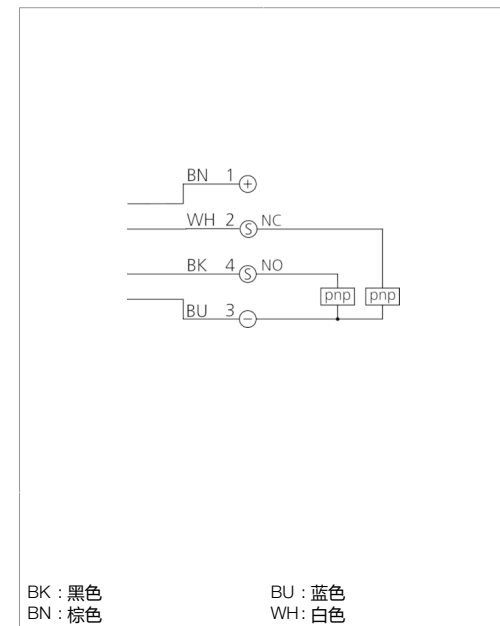 BN 1 +
WH 2 S NC
BK 4 S NO
pnp pnp
BU 3 −
BK : 黑色 BU : 蓝色
BN : 棕色 WH : 白色